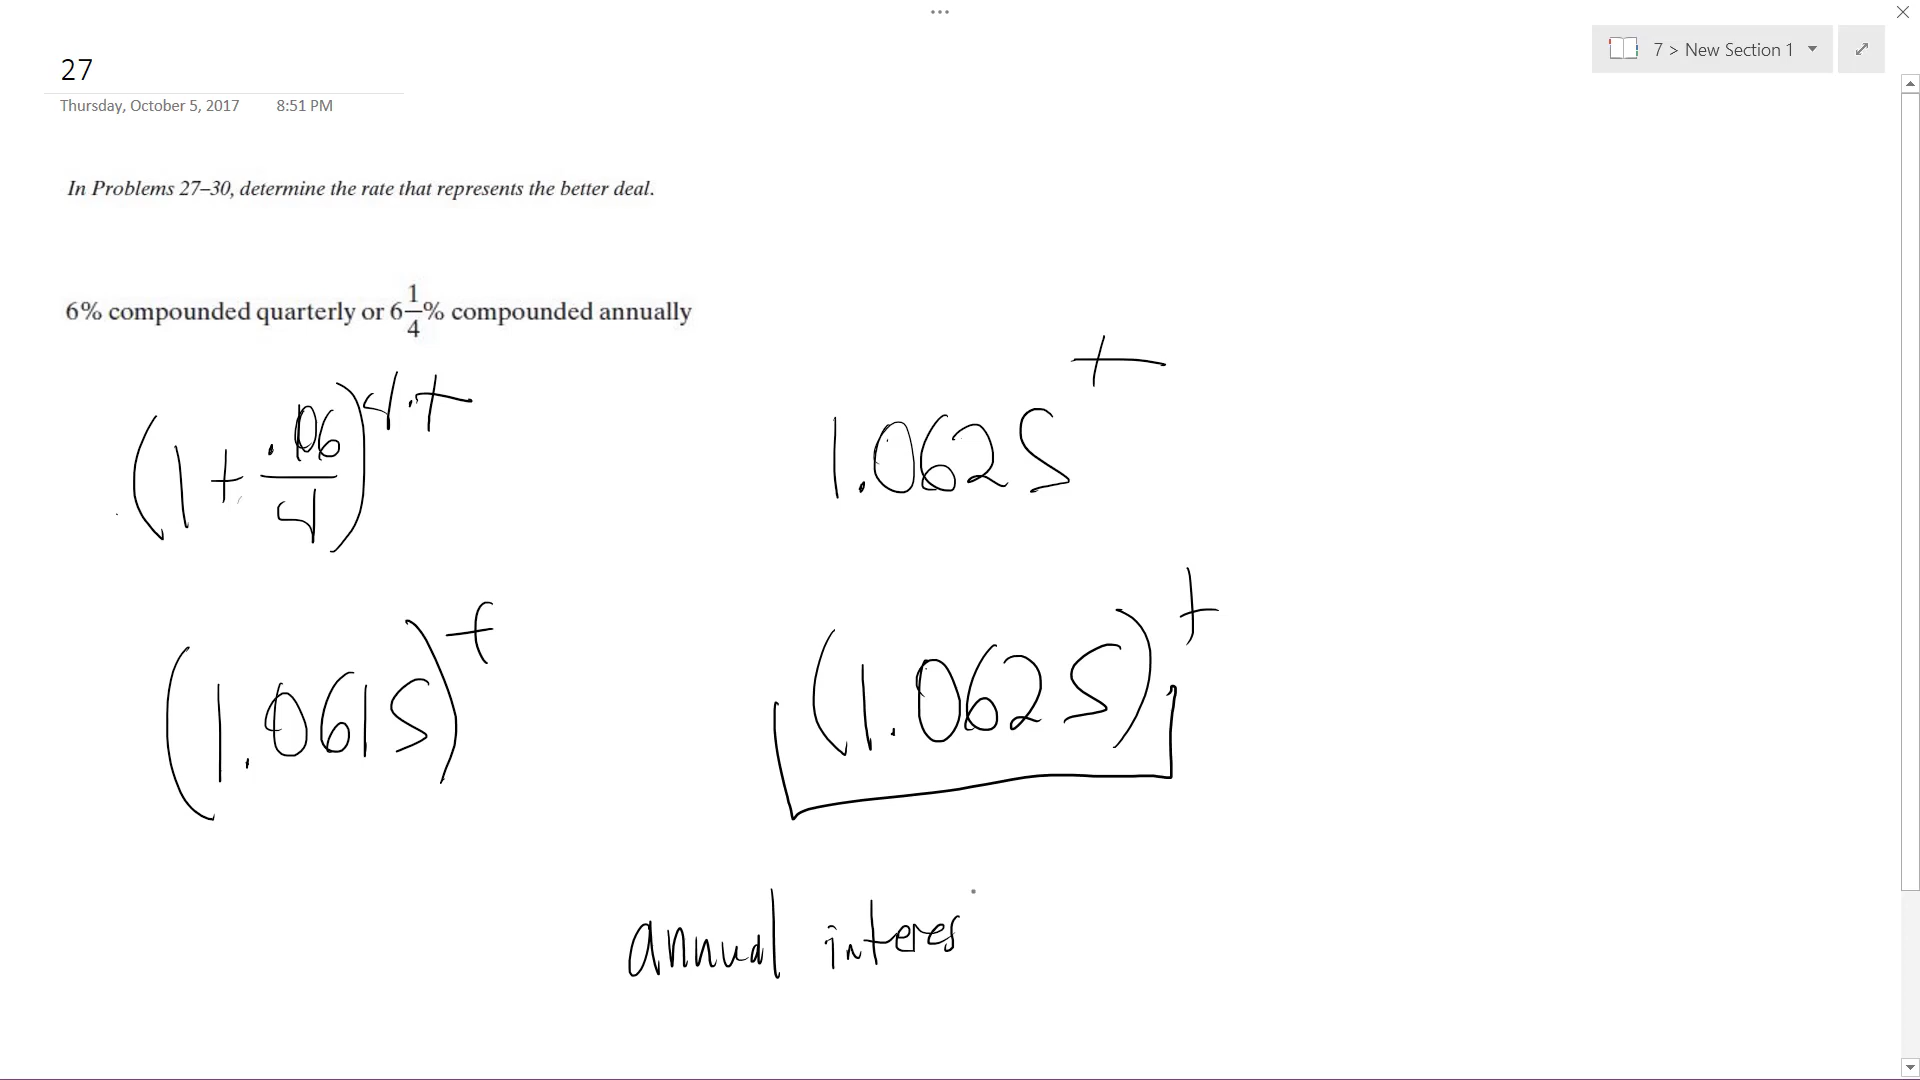 7 > New Section 1
27
Thursday, October 5, 2017 8:51 PM
In Problems 27–30, determine the rate that represents the better deal.
6% compounded quarterly or 6 1/4% compounded annually
(1 + .06/4)^4·t
1.0625^t
(1.0615)^t
(1.0625)^t
annual interes